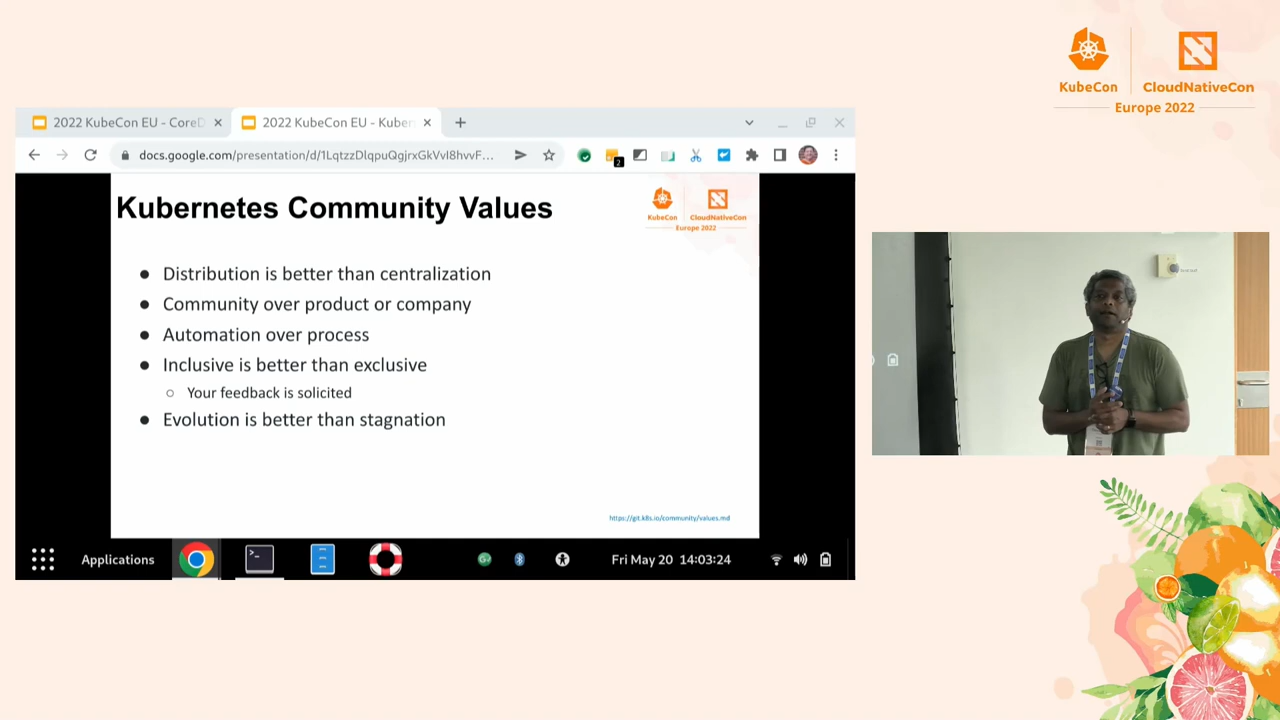 KubeCon
CloudNativeCon
Europe 2022
2022 KubeCon EU - CoreD
2022 KubeCon EU - Kuber
docs.google.com/presentation/d/1LqtzzDlqpuQgjrxGkVvI8hvvF...
2
Kubernetes Community Values
KubeCon
CloudNativeCon
Europe 2022
Distribution is better than centralization
Community over product or company
Automation over process
Inclusive is better than exclusive
Your feedback is solicited
Evolution is better than stagnation
https://git.k8s.io/community/values.md
Applications
Fri May 20 14:03:24